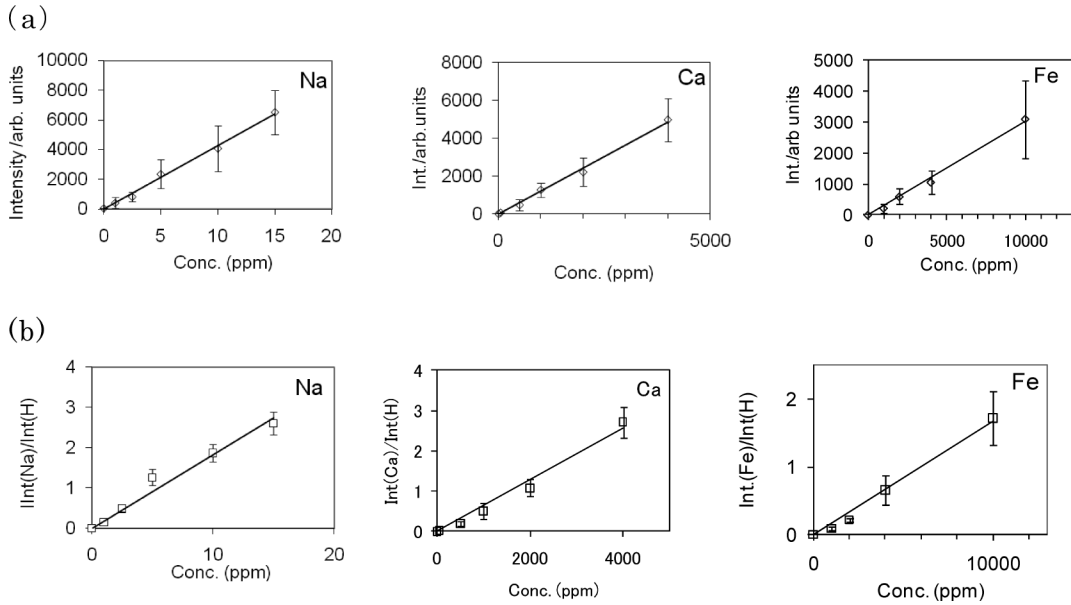 (a)
10000
8000
6000
4000
2000
0
Intensity /arb. units
Na
0 5 10 15 20
Conc. (ppm)
8000
6000
4000
2000
0
Int./arb.units
Ca
0 5000
Conc. (ppm)
5000
4000
3000
2000
1000
0
Int./arb units
Fe
0 5000 10000
Conc. (ppm)
(b)
4
3
2
1
0
IInt(Na)/Int(H)
Na
0 10 20
Conc. (ppm)
4
3
2
1
0
Int(Ca)/Int(H)
Ca
0 2000 4000
Conc. (ppm)
2
1
0
Int.(Fe)/Int(H)
Fe
0 10000
Conc. (ppm)